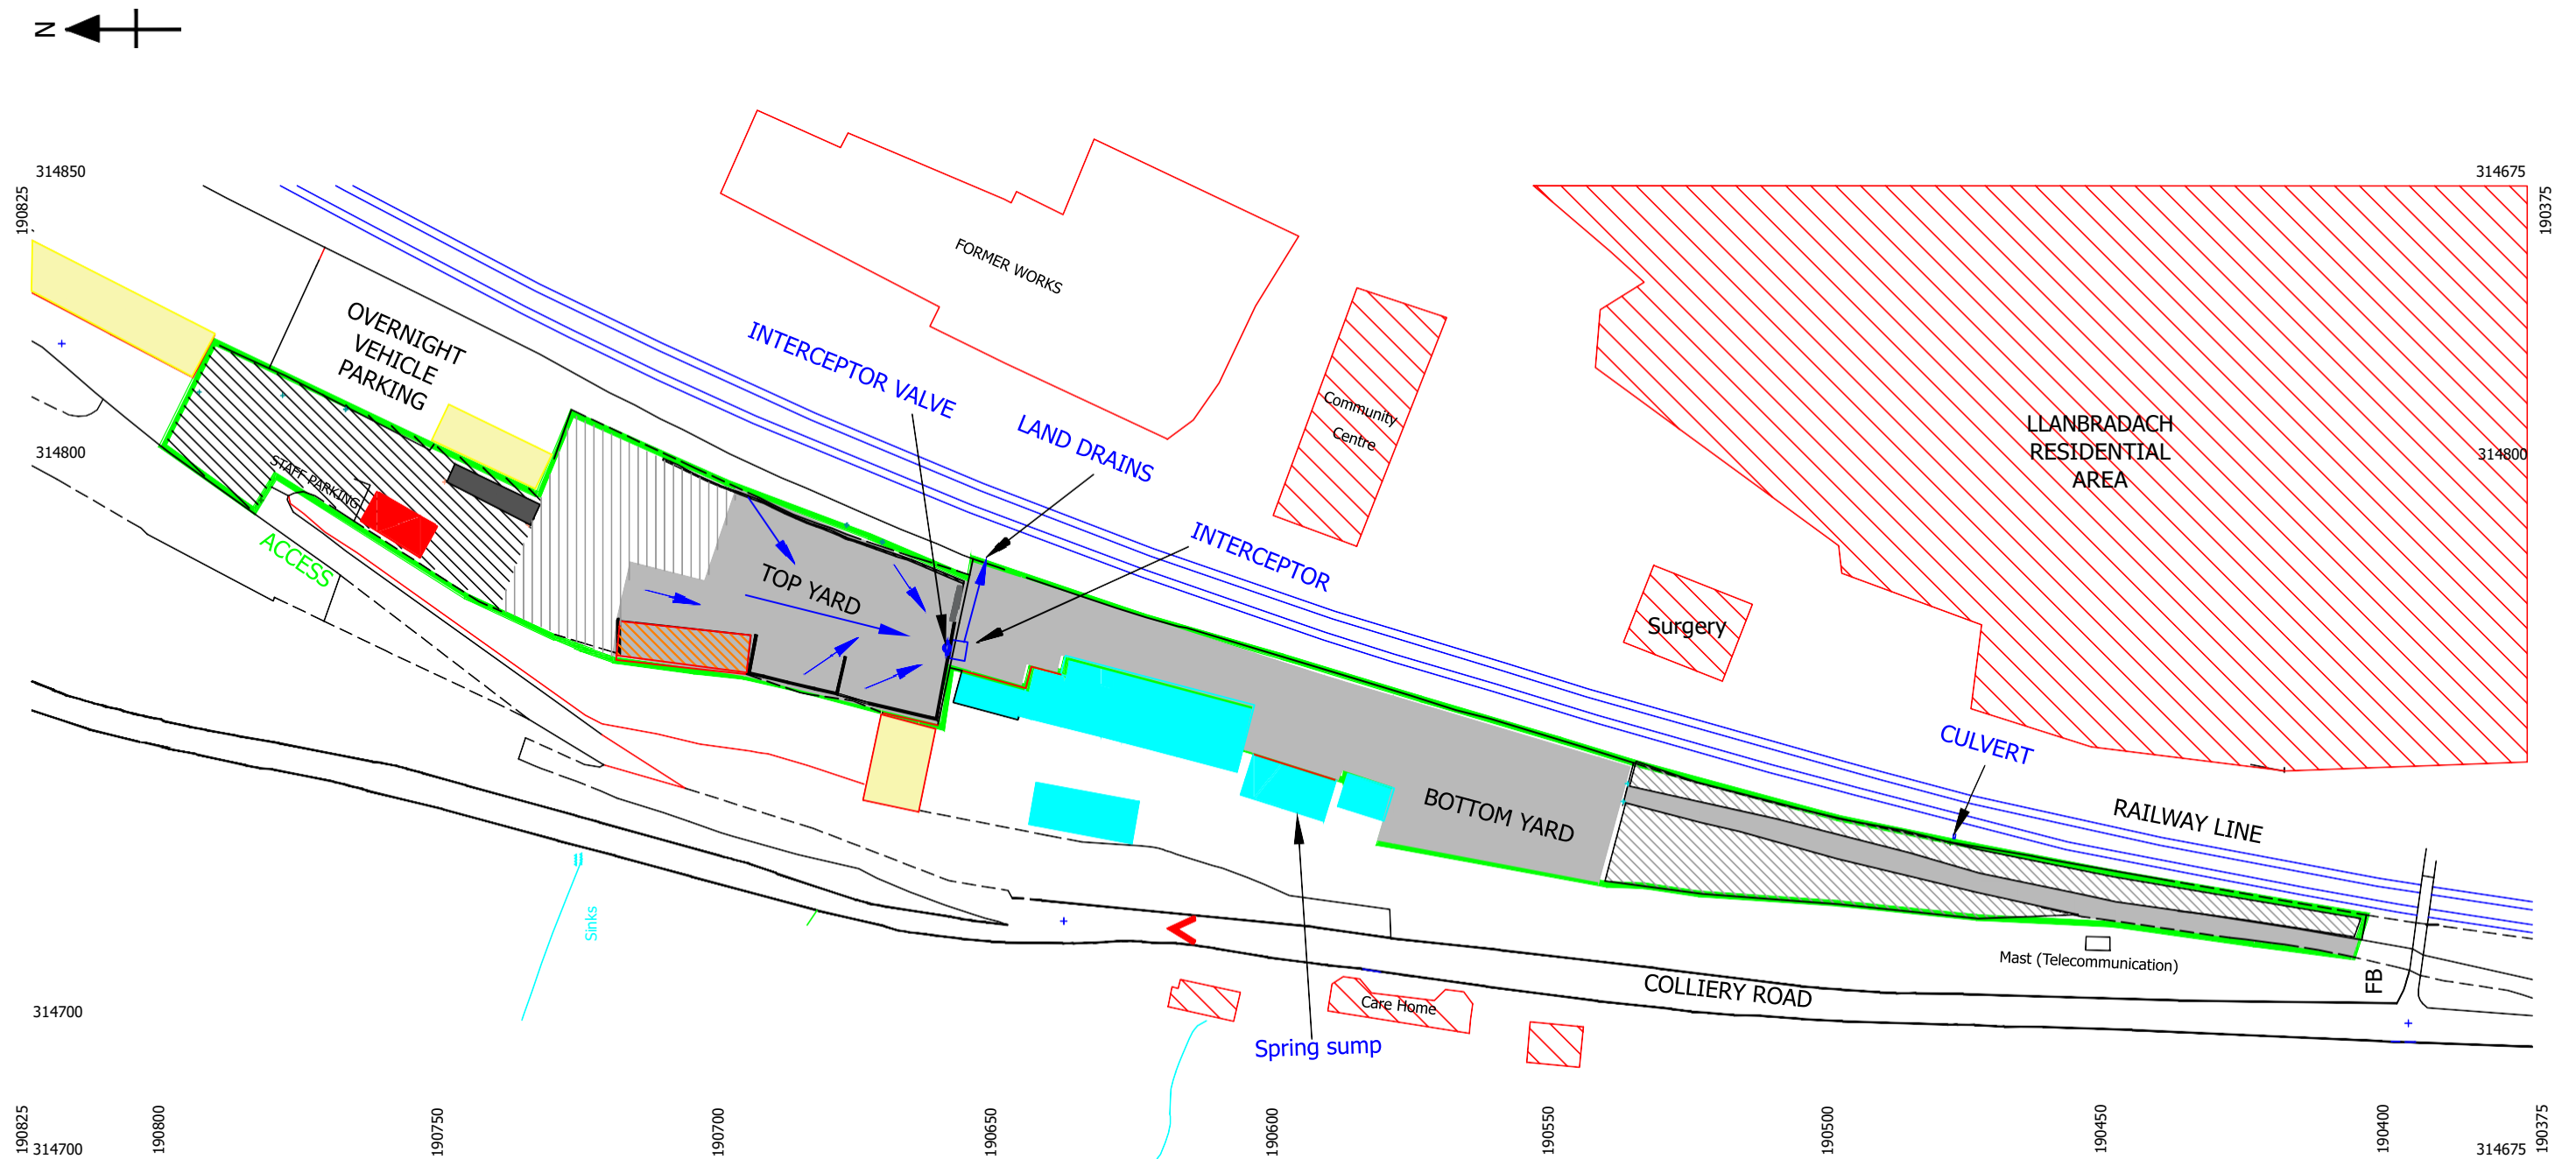 N
314850
314675
190825
190375
FORMER WORKS
OVERNIGHT
VEHICLE
PARKING
INTERCEPTOR VALVE
LAND DRAINS
Community
Centre
LLANBRADACH
RESIDENTIAL
AREA
314800
314800
STAFF PARKING
ACCESS
TOP YARD
INTERCEPTOR
Surgery
CULVERT
RAILWAY LINE
BOTTOM YARD
Sinks
Mast (Telecommunication)
FB
COLLIERY ROAD
Care Home
314700
Spring sump
190825
190800
190750
190700
190650
190600
190550
190500
190450
190400
190375
314700
314675